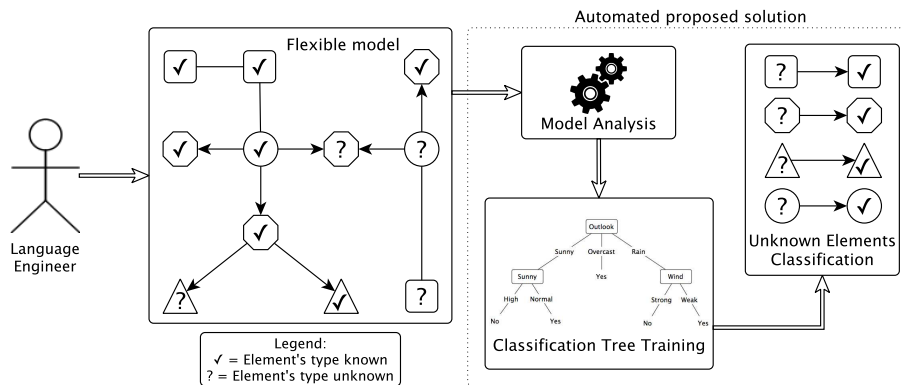 Automated proposed solution
Flexible model
✓ ✓ ✓
✓ ✓ ? ?
✓
? ✓ ?
Language
Engineer
Legend:
✓ = Element's type known
? = Element's type unknown
Model Analysis
Outlook
Sunny Overcast Rain
Yes
Sunny Wind
High Normal Strong Weak
No Yes No Yes
Classification Tree Training
? ✓
? ✓
? ✓
? ✓
Unknown Elements
Classification